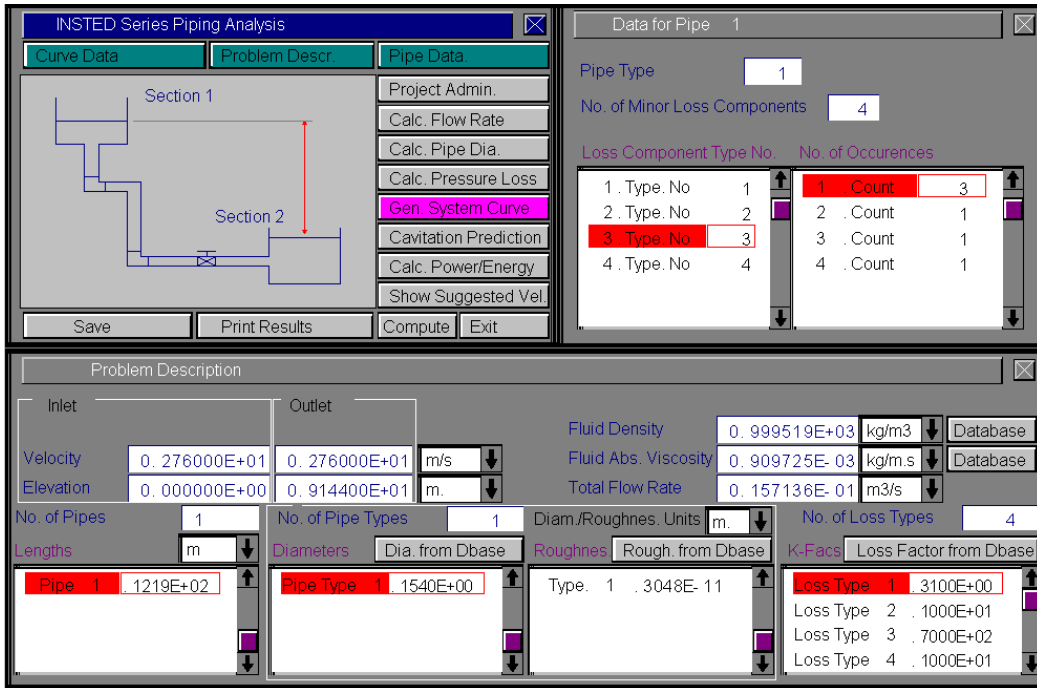 INSTED Series Piping Analysis
Curve Data
Problem Descr.
Pipe Data.
Section 1
Section 2
Project Admin.
Calc. Flow Rate
Calc. Pipe Dia.
Calc. Pressure Loss
Gen. System Curve
Cavitation Prediction
Calc. Power/Energy
Show Suggested Vel.
Save
Print Results
Compute
Exit
Data for Pipe 1
Pipe Type 1
No. of Minor Loss Components 4
Loss Component Type No. No. of Occurences
1 . Type. No 1 1 . Count 3
2 . Type. No 2 2 . Count 1
3 . Type. No 3 3 . Count 1
4 . Type. No 4 4 . Count 1
Problem Description
Inlet Outlet
Velocity 0. 276000E+01 0. 276000E+01 m/s
Elevation 0. 000000E+00 0. 914400E+01 m.
Fluid Density 0. 999519E+03 kg/m3 Database
Fluid Abs. Viscosity 0. 909725E- 03 kg/m.s Database
Total Flow Rate 0. 157136E- 01 m3/s
No. of Pipes 1
Lengths m
Pipe 1 . 1219E+02
No. of Pipe Types 1
Diam./Roughnes. Units m.
Diameters Dia. from Dbase
Pipe Type 1 . 1540E+00
Roughnes. Rough. from Dbase
Type. 1 . 3048E- 11
No. of Loss Types 4
K-Facs Loss Factor from Dbase
Loss Type 1 . 3100E+00
Loss Type 2 . 1000E+01
Loss Type 3 . 7000E+02
Loss Type 4 . 1000E+01